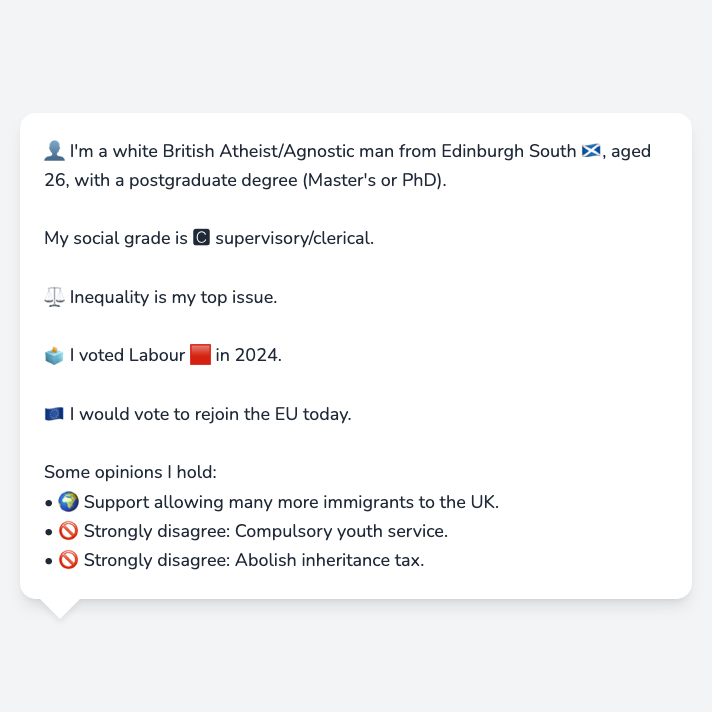 👤 I'm a white British Atheist/Agnostic man from Edinburgh South 🏴󠁧󠁢󠁳󠁣󠁴󠁿, aged
26, with a postgraduate degree (Master's or PhD).
My social grade is 🅲 supervisory/clerical.
⚖️ Inequality is my top issue.
🗳️ I voted Labour 🟥 in 2024.
🇪🇺 I would vote to rejoin the EU today.
Some opinions I hold:
• 🌍 Support allowing many more immigrants to the UK.
• 🚫 Strongly disagree: Compulsory youth service.
• 🚫 Strongly disagree: Abolish inheritance tax.